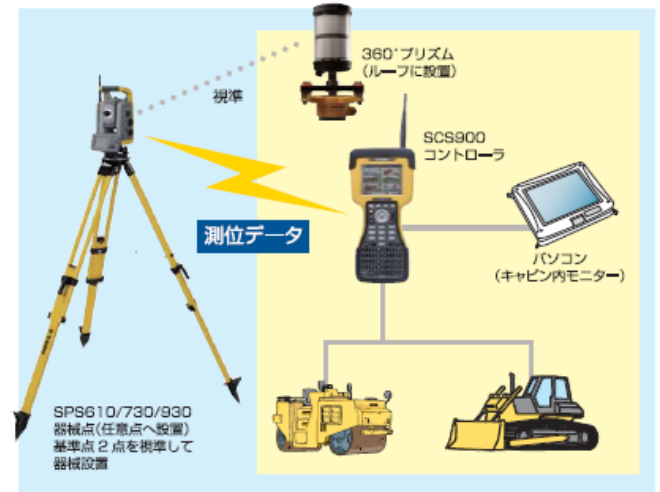 360°プリズム
(ルーフに設置)
視準
SCS900
コントローラ
測位データ
パソコン
(キャビン内モニター)
SPS610/730/930
器械点(任意点へ設置)
基準点2点を視準して
器械設置